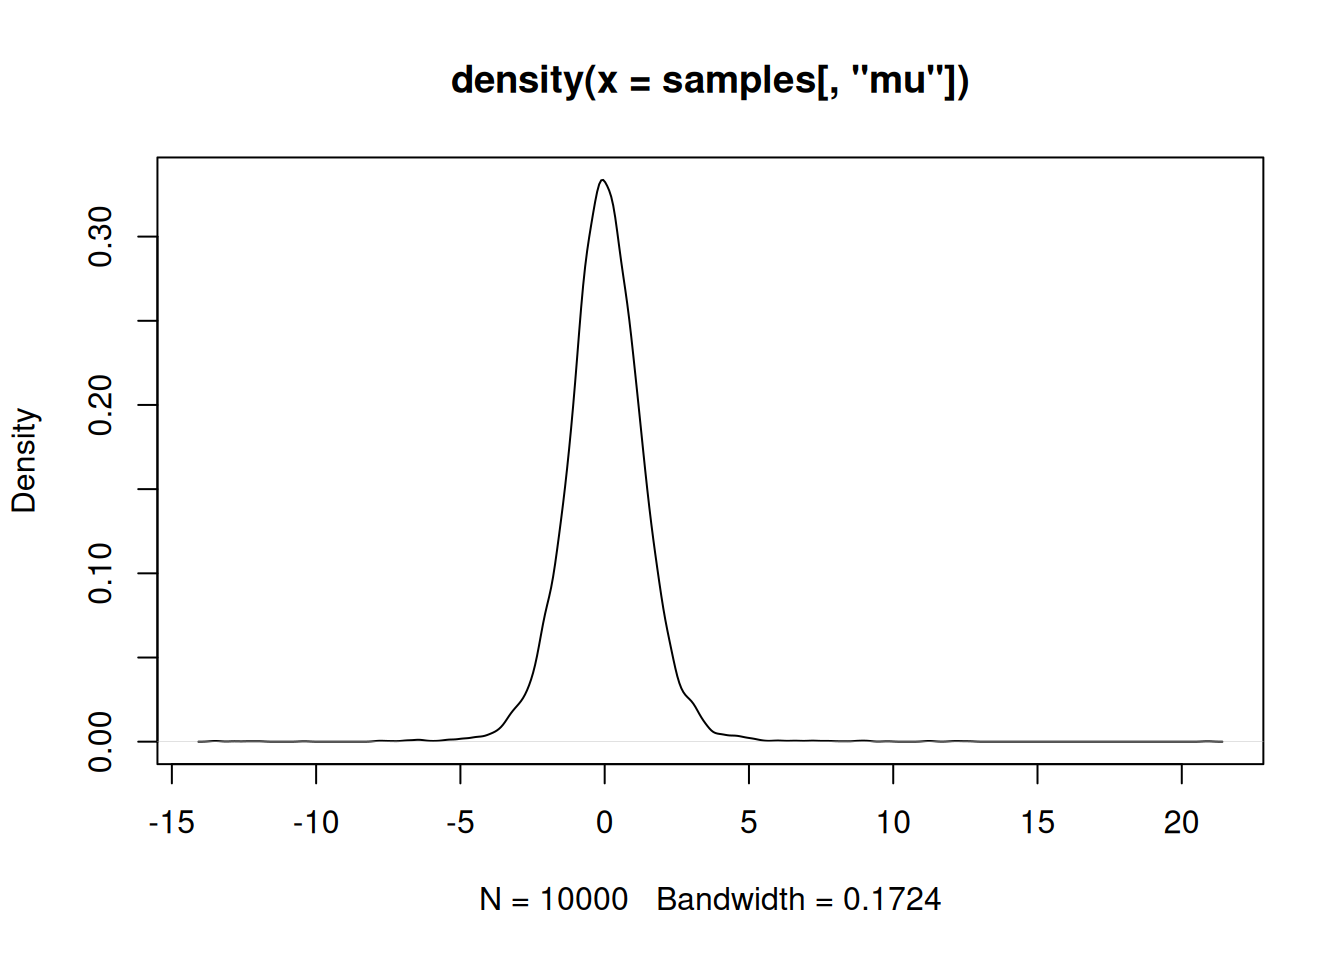 density(x = samples[, "mu"])
Density
0.30
0.20
0.10
0.00
-15 -10 -5 0 5 10 15 20
N = 10000 Bandwidth = 0.1724